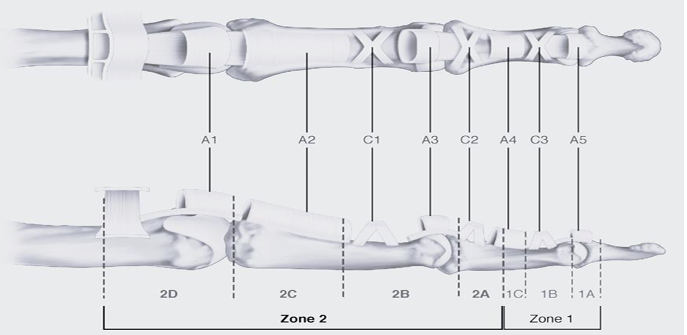 A1 A2 C1 A3 C2 A4 C3 A5
2D 2C 2B 2A 1C 1B 1A
Zone 2 Zone 1